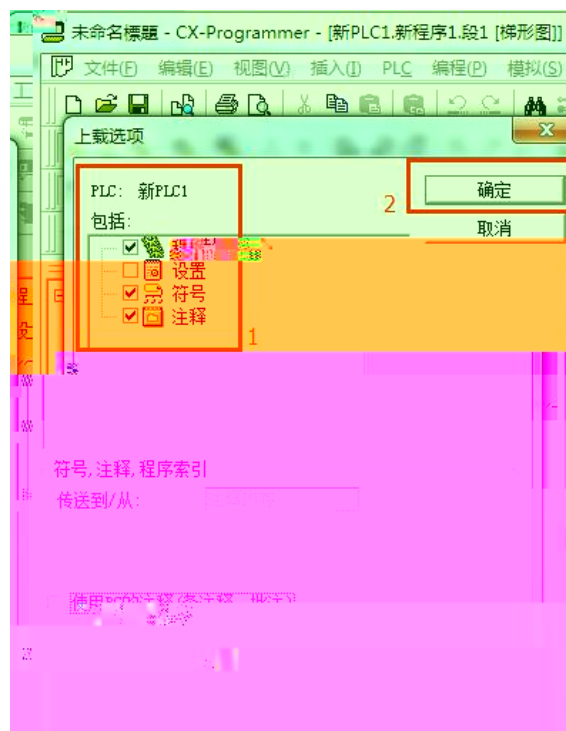 未命名標題 - CX-Programmer - [新PLC1.新程序1.段1 [梯形图]]
文件(F) 编辑(E) 视图(V) 插入(I) PLC 编程(P) 模拟(S)
上载选项
PLC: 新PLC1
2
确定
包括:
取消
设置
符号
注释
1
符号,注释,程序索引
传送到/从: